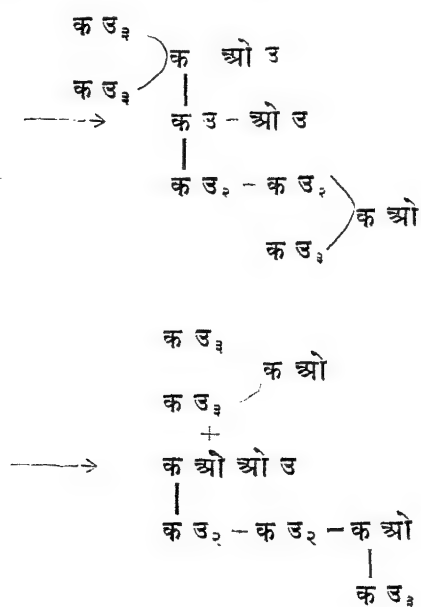 क उ₃
क ओ उ
क उ₃
क उ - ओ उ
क उ₂ - क उ₂
क ओ
क उ₃
क उ₃
क ओ
क उ₃
+
क ओ ओ उ
क उ₂ - क उ₂ - क ओ
क उ₃